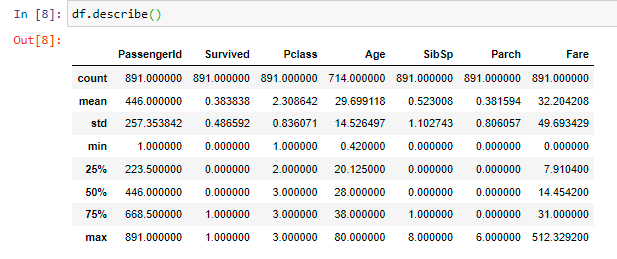 In [8]: df.describe()
Out[8]:
PassengerId Survived Pclass Age SibSp Parch Fare
count 891.000000 891.000000 891.000000 714.000000 891.000000 891.000000 891.000000
mean 446.000000 0.383838 2.308642 29.699118 0.523008 0.381594 32.204208
std 257.353842 0.486592 0.836071 14.526497 1.102743 0.806057 49.693429
min 1.000000 0.000000 1.000000 0.420000 0.000000 0.000000 0.000000
25% 223.500000 0.000000 2.000000 20.125000 0.000000 0.000000 7.910400
50% 446.000000 0.000000 3.000000 28.000000 0.000000 0.000000 14.454200
75% 668.500000 1.000000 3.000000 38.000000 1.000000 0.000000 31.000000
max 891.000000 1.000000 3.000000 80.000000 8.000000 6.000000 512.329200